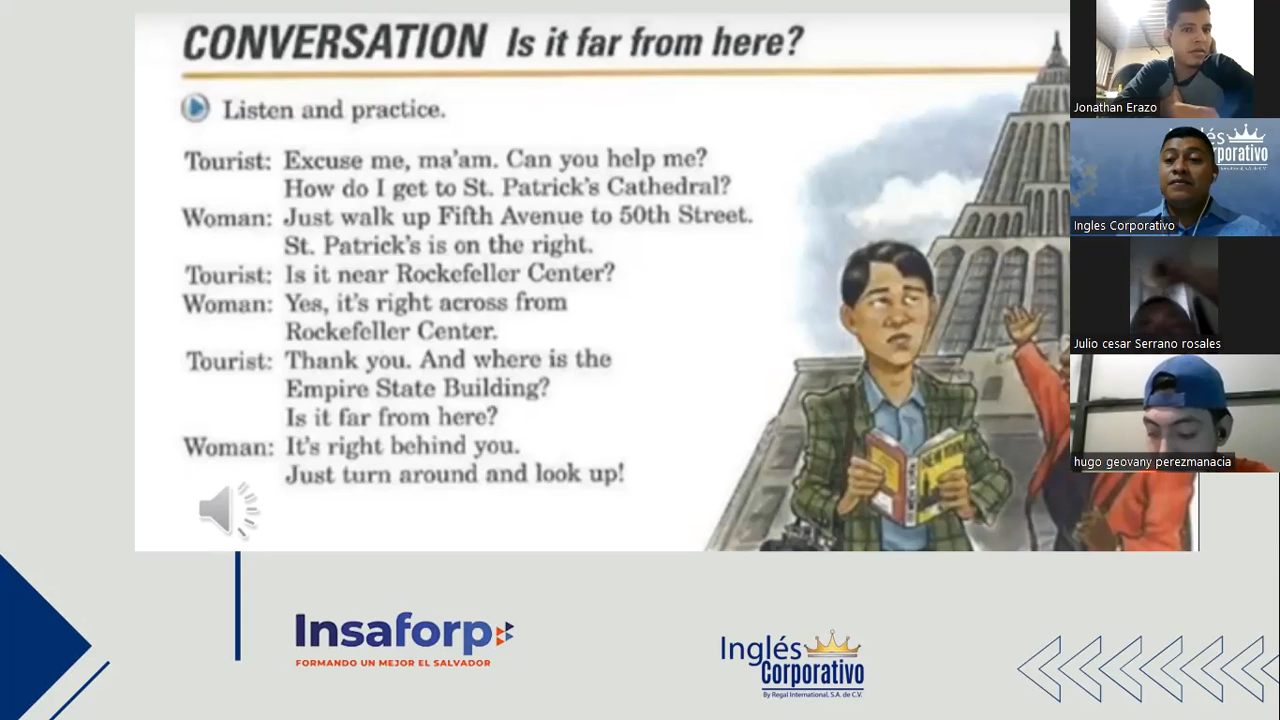 CONVERSATION Is it far from here?
Listen and practice.
Tourist: Excuse me, ma'am. Can you help me?
How do I get to St. Patrick's Cathedral?
Woman: Just walk up Fifth Avenue to 50th Street.
St. Patrick's is on the right.
Tourist: Is it near Rockefeller Center?
Woman: Yes, it's right across from
Rockefeller Center.
Tourist: Thank you. And where is the
Empire State Building?
Is it far from here?
Woman: It's right behind you.
Just turn around and look up!
Insaforp
FORMANDO UN MEJOR EL SALVADOR
Inglés
Corporativo
By Regal International, S.A. de C.V.
Jonathan Erazo
Ingles Corporativo
Julio cesar Serrano rosales
hugo geovany perezmanacia